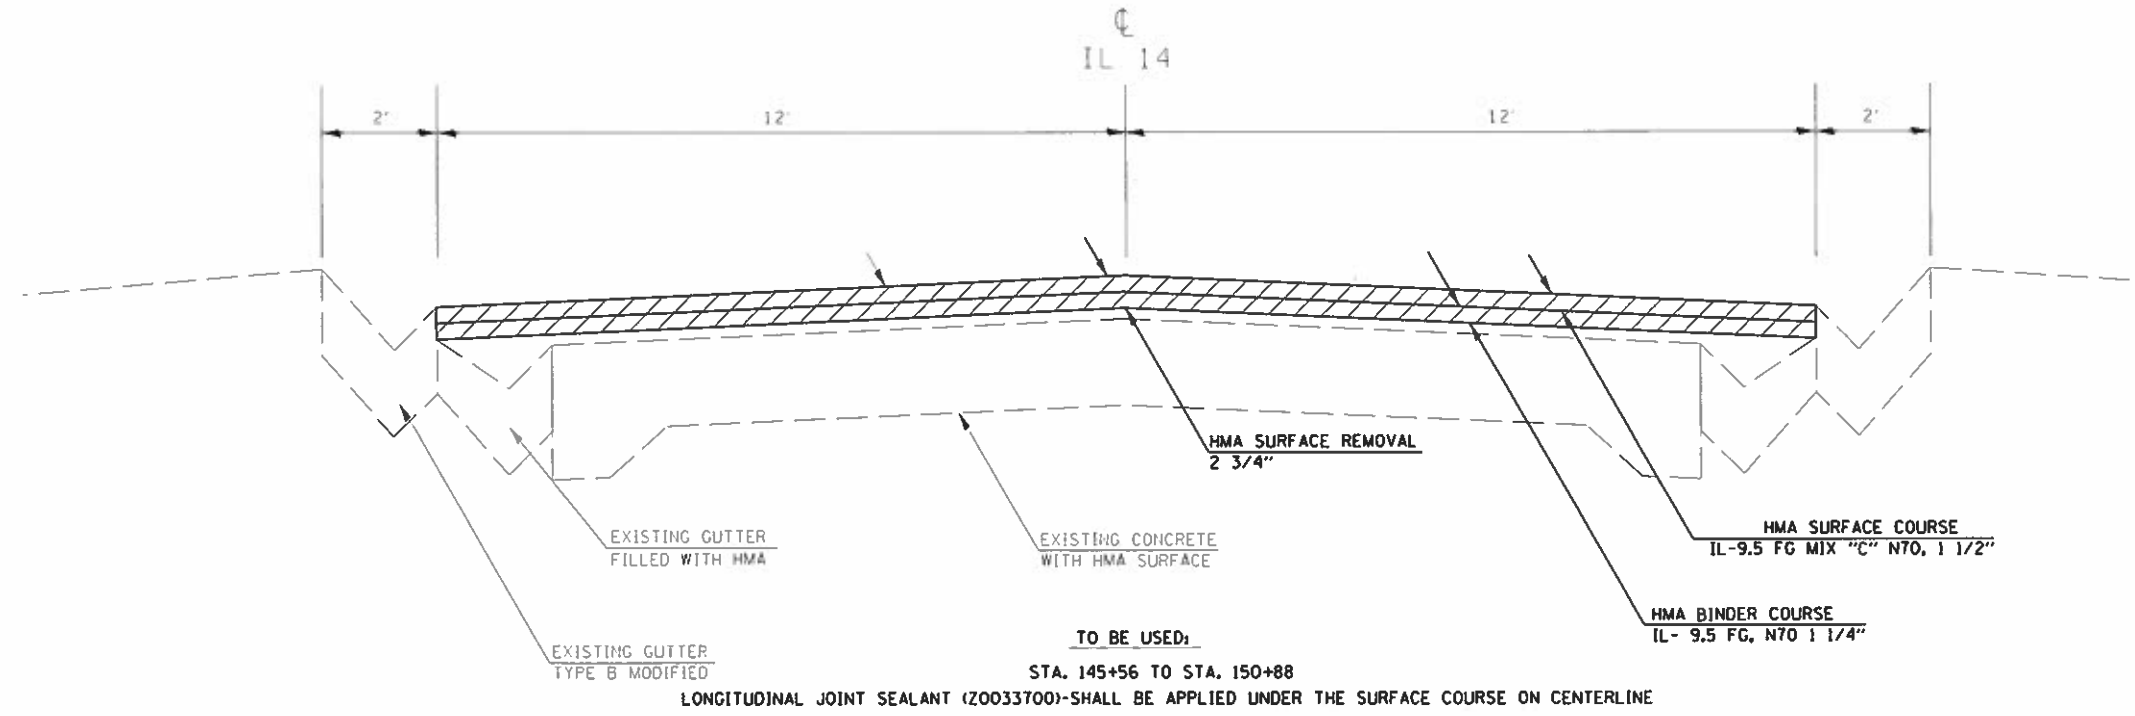 ℄
IL 14
2' 12' 12' 2'
HMA SURFACE REMOVAL
2 3/4"
EXISTING GUTTER
FILLED WITH HMA
EXISTING CONCRETE
WITH HMA SURFACE
HMA SURFACE COURSE
IL-9.5 FG MIX "C" N70, 1 1/2"
HMA BINDER COURSE
IL- 9.5 FG, N70 1 1/4"
EXISTING GUTTER
TYPE B MODIFIED
TO BE USED:
STA. 145+56 TO STA. 150+88
LONGITUDINAL JOINT SEALANT (Z0033700)-SHALL BE APPLIED UNDER THE SURFACE COURSE ON CENTERLINE